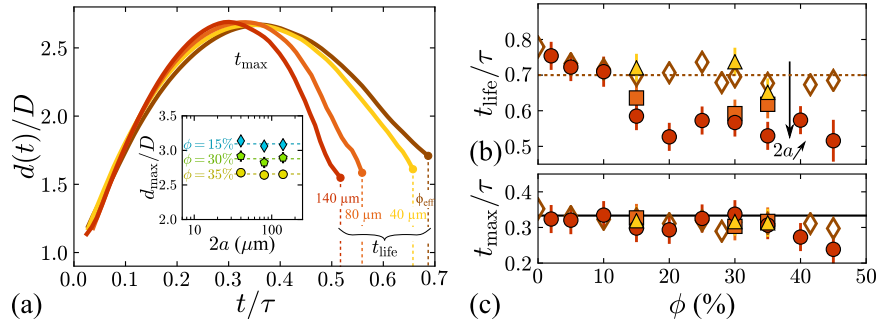 (a)
d(t)/D
3.0
2.5
2.0
1.5
1.0
0.0 0.1 0.2 0.3 0.4 0.5 0.6 0.7
t/τ
t_max
d_max/D
3.5
3.0
2.5
2.0
ϕ=15%
ϕ=30%
ϕ=35%
10 100
2a (μm)
140 μm
80 μm
40 μm
ϕ_eff
t_life
(b)
t_life/τ
0.8
0.7
0.6
0.5
2a↗
(c)
t_max/τ
0.4
0.3
0.2
0 10 20 30 40 50
ϕ (%)